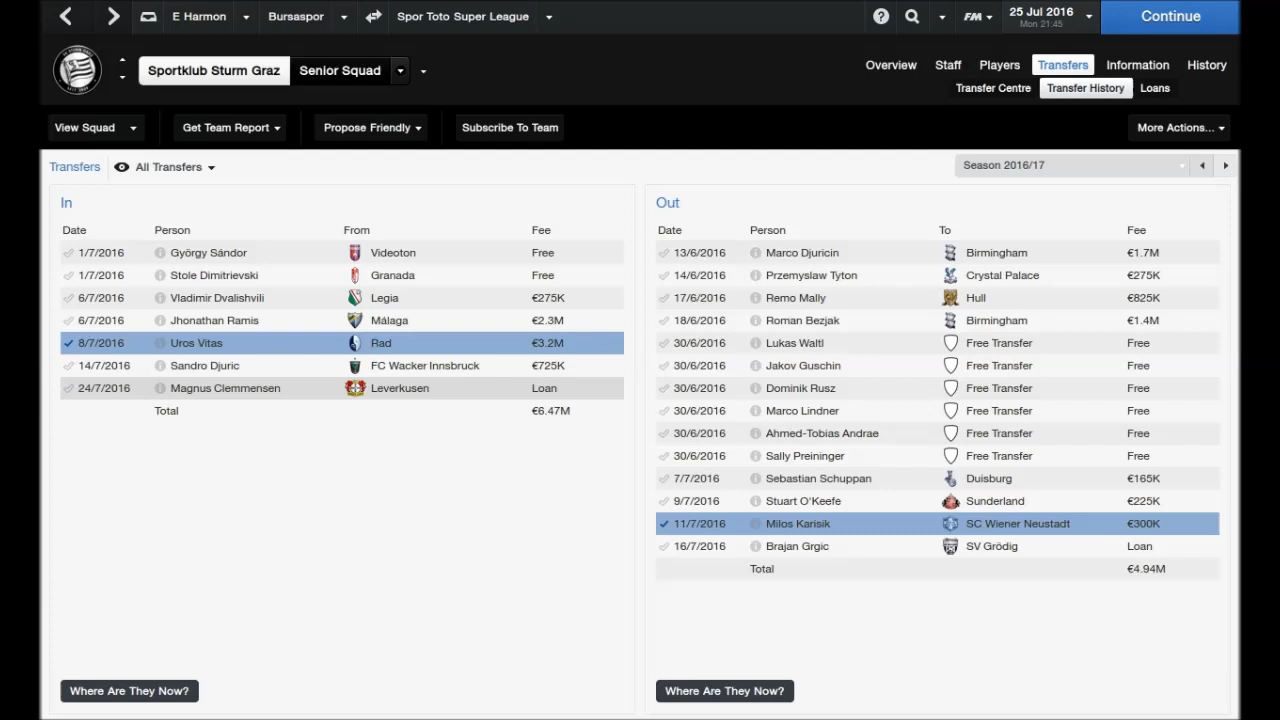 E Harmon Bursaspor Spor Toto Super League FM 25 Jul 2016 Continue
Mon 21:45
Sportklub Sturm Graz Senior Squad Overview Staff Players Transfers Information History
Transfer Centre Transfer History Loans
View Squad Get Team Report Propose Friendly Subscribe To Team More Actions...
Transfers All Transfers Season 2016/17
In
Date Person From Fee
1/7/2016 György Sándor Videoton Free
1/7/2016 Stole Dimitrievski Granada Free
6/7/2016 Vladimir Dvalishvili Legia €275K
6/7/2016 Jhonathan Ramis Málaga €2.3M
8/7/2016 Uros Vitas Rad €3.2M
14/7/2016 Sandro Djuric FC Wacker Innsbruck €725K
24/7/2016 Magnus Clemmensen Leverkusen Loan
Total €6.47M
Where Are They Now?
Out
Date Person To Fee
13/6/2016 Marco Djuricin Birmingham €1.7M
14/6/2016 Przemyslaw Tyton Crystal Palace €275K
17/6/2016 Remo Mally Hull €825K
18/6/2016 Roman Bezjak Birmingham €1.4M
30/6/2016 Lukas Waltl Free Transfer Free
30/6/2016 Jakov Guschin Free Transfer Free
30/6/2016 Dominik Rusz Free Transfer Free
30/6/2016 Marco Lindner Free Transfer Free
30/6/2016 Ahmed-Tobias Andrae Free Transfer Free
30/6/2016 Sally Preininger Free Transfer Free
7/7/2016 Sebastian Schuppan Duisburg €165K
9/7/2016 Stuart O'Keefe Sunderland €225K
11/7/2016 Milos Karisik SC Wiener Neustadt €300K
16/7/2016 Brajan Grgic SV Grödig Loan
Total €4.94M
Where Are They Now?